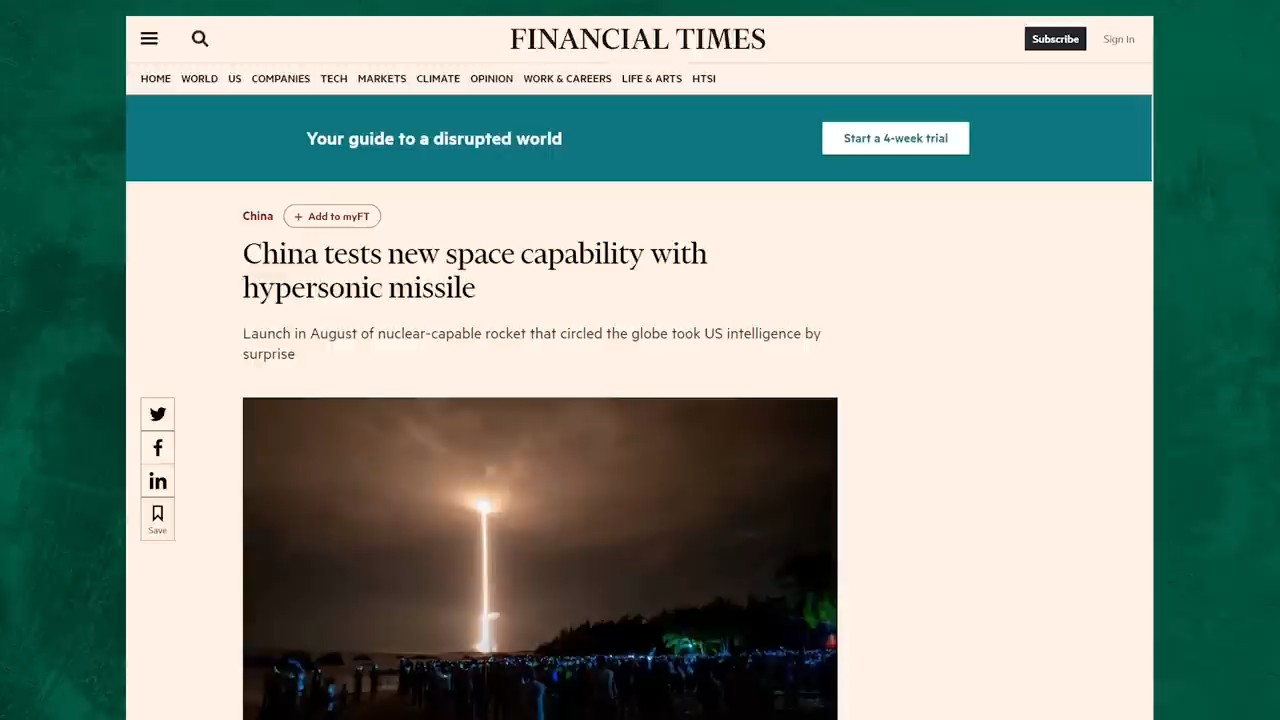 FINANCIAL TIMES
Subscribe
Sign In
HOME WORLD US COMPANIES TECH MARKETS CLIMATE OPINION WORK & CAREERS LIFE & ARTS HTSI
Your guide to a disrupted world
Start a 4-week trial
China
+ Add to myFT
China tests new space capability with
hypersonic missile
Launch in August of nuclear-capable rocket that circled the globe took US intelligence by
surprise
Save